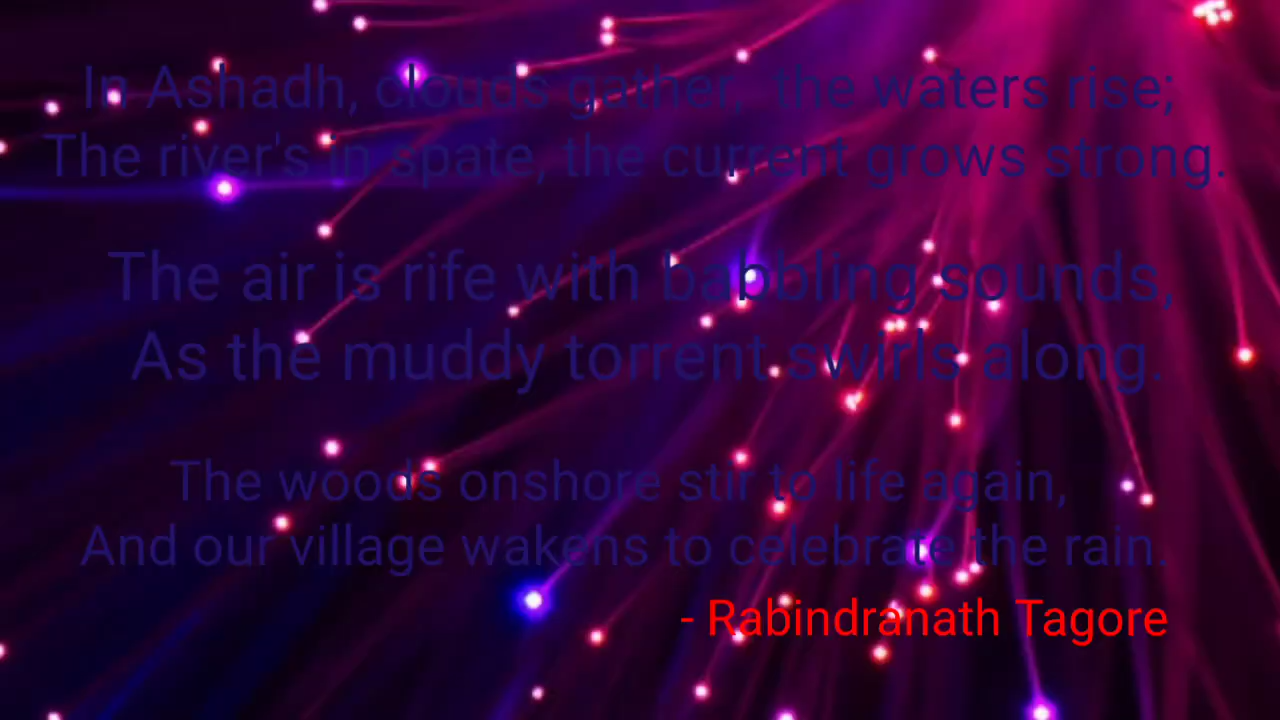 In Ashadh, clouds gather,  the waters rise;
The river's in spate, the current grows strong.
The air is rife with babbling sounds,
As the muddy torrent swirls along.
The woods onshore stir to life again,
And our village wakens to celebrate the rain.
- Rabindranath Tagore